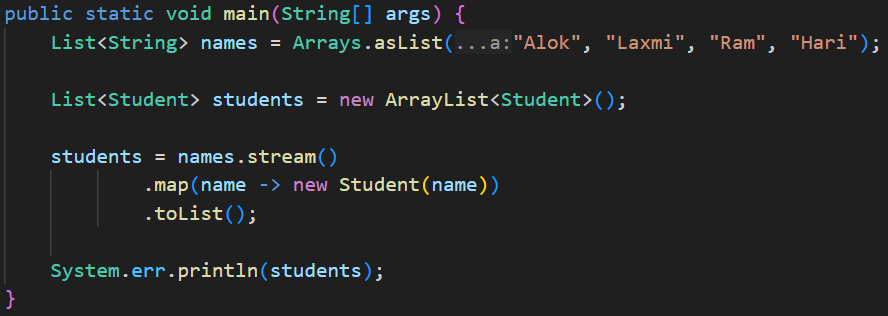 public static void main(String[] args) {
List<String> names = Arrays.asList(...a:"Alok", "Laxmi", "Ram", "Hari");
List<Student> students = new ArrayList<Student>();
students = names.stream()
.map(name -> new Student(name))
.toList();
System.err.println(students);
}